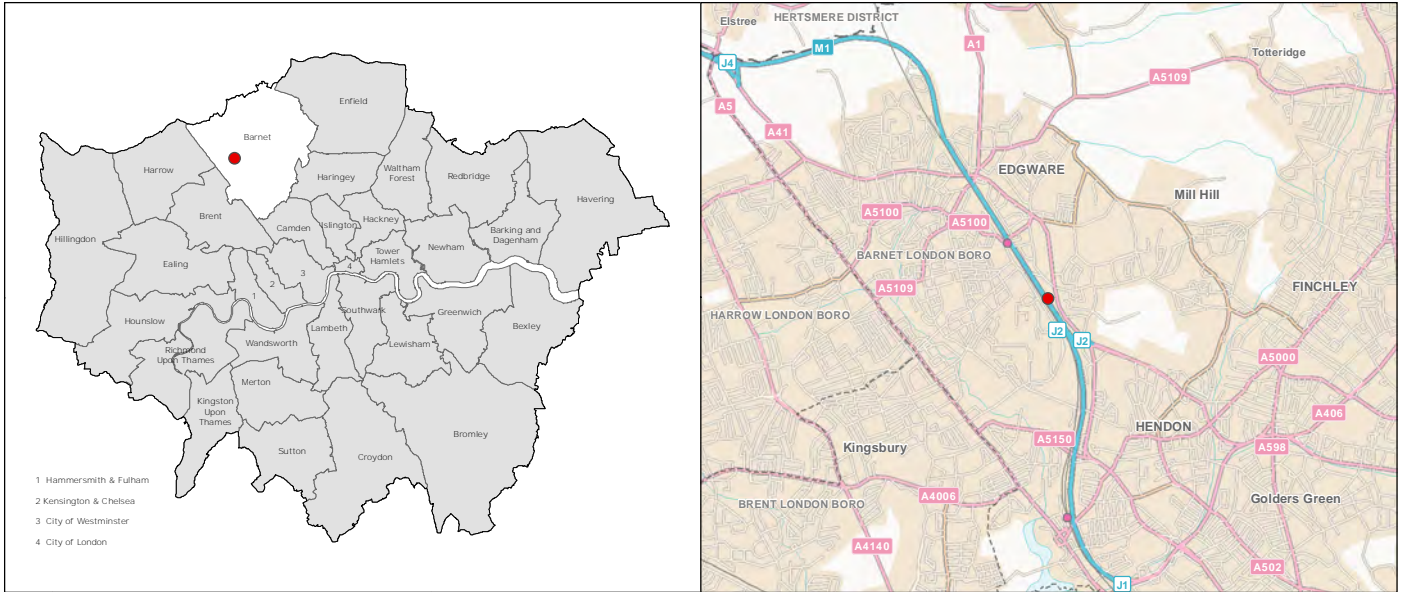 Enfield
Barnet
Harrow
Haringey
Waltham
Forest
Redbridge
Havering
Brent
Camden
Islington
Hackney
Barking and
Dagenham
Hillingdon
Newham
Tower
Hamlets
Ealing
4
3
2
1
Hounslow
Southwark
Greenwich
Bexley
Lambeth
Wandsworth
Lewisham
Richmond
Upon Thames
Merton
Kingston
Upon
Thames
Bromley
Sutton
Croydon
1 Hammersmith & Fulham
2 Kensington & Chelsea
3 City of Westminster
4 City of London
HERTSMERE DISTRICT
Elstree
M1
A1
Totteridge
J4
A5109
A5
A41
EDGWARE
Mill Hill
A5100
A5100
BARNET LONDON BORO
A5109
FINCHLEY
HARROW LONDON BORO
J2
J2
A5000
A406
HENDON
A5150
A598
Kingsbury
A4006
Golders Green
BRENT LONDON BORO
A4140
A502
J1